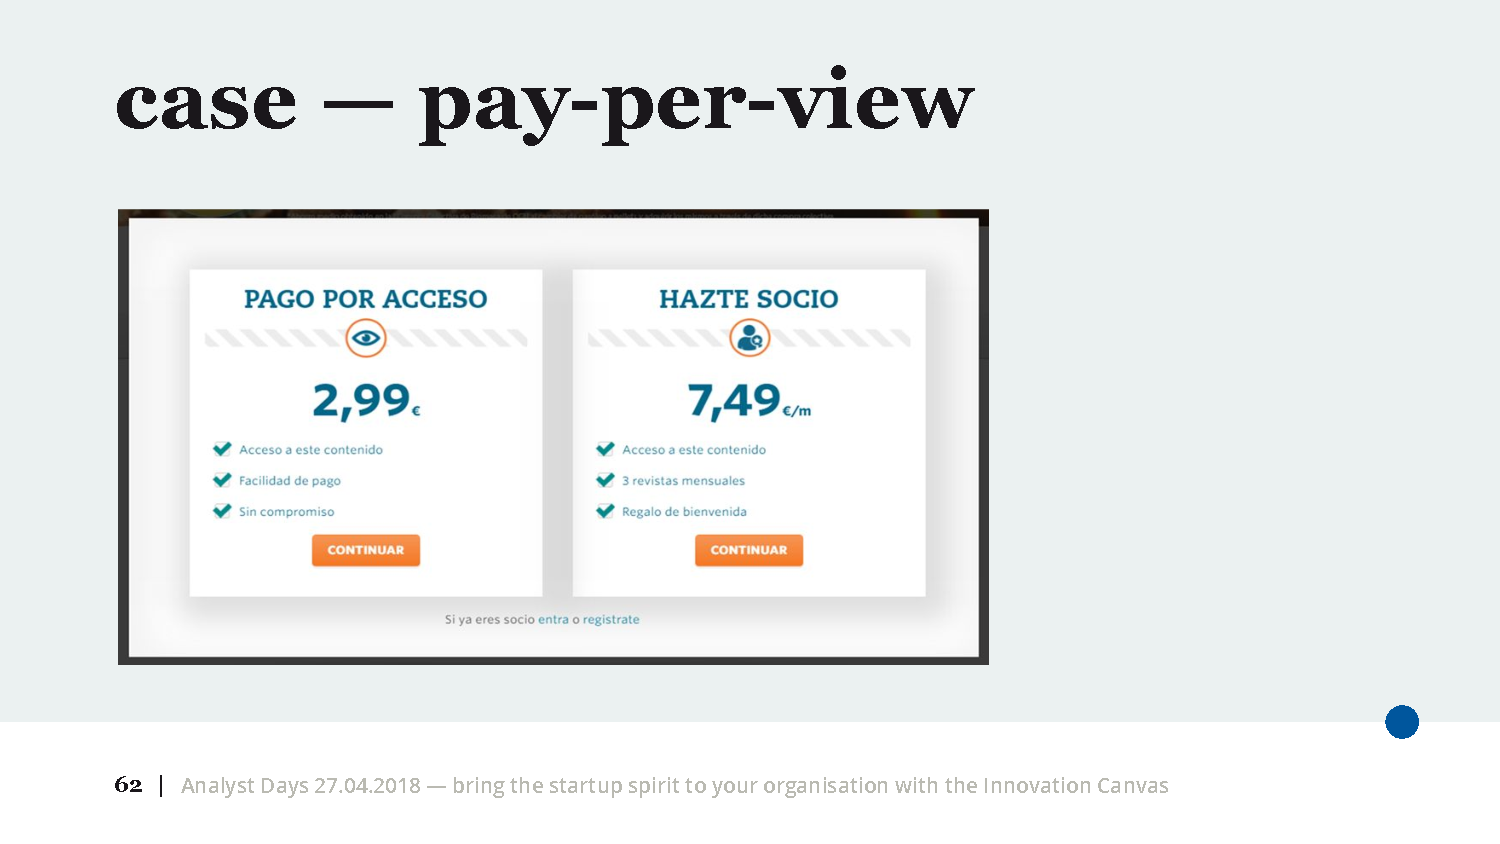 case — pay-per-view
PAGO POR ACCESO
2,99€
Acceso a este contenido
Facilidad de pago
Sin compromiso
CONTINUAR
HAZTE SOCIO
7,49€/m
Acceso a este contenido
3 revistas mensuales
Regalo de bienvenida
CONTINUAR
Si ya eres socio entra o registrate
62 | Analyst Days 27.04.2018 — bring the startup spirit to your organisation with the Innovation Canvas